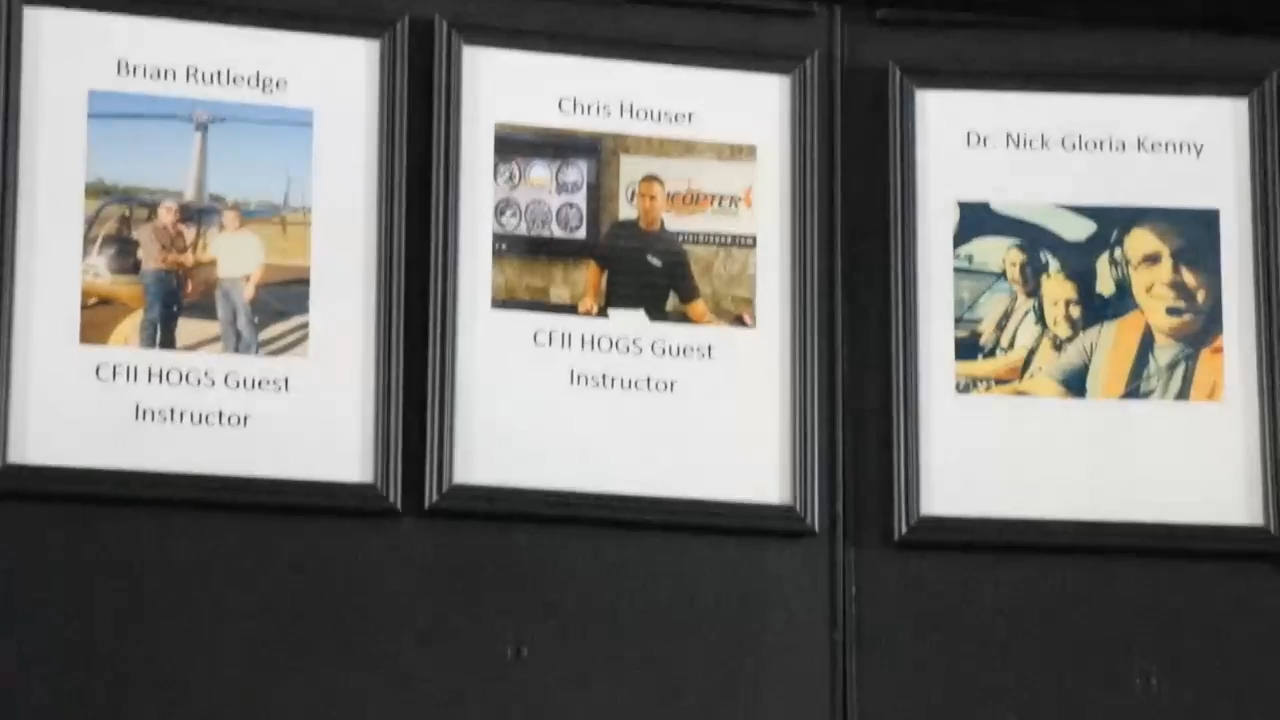 Brian Rutledge
CFII HOGS Guest
Instructor
Chris Houser
CFII HOGS Guest
Instructor
Dr. Nick-Gloria-Kenny